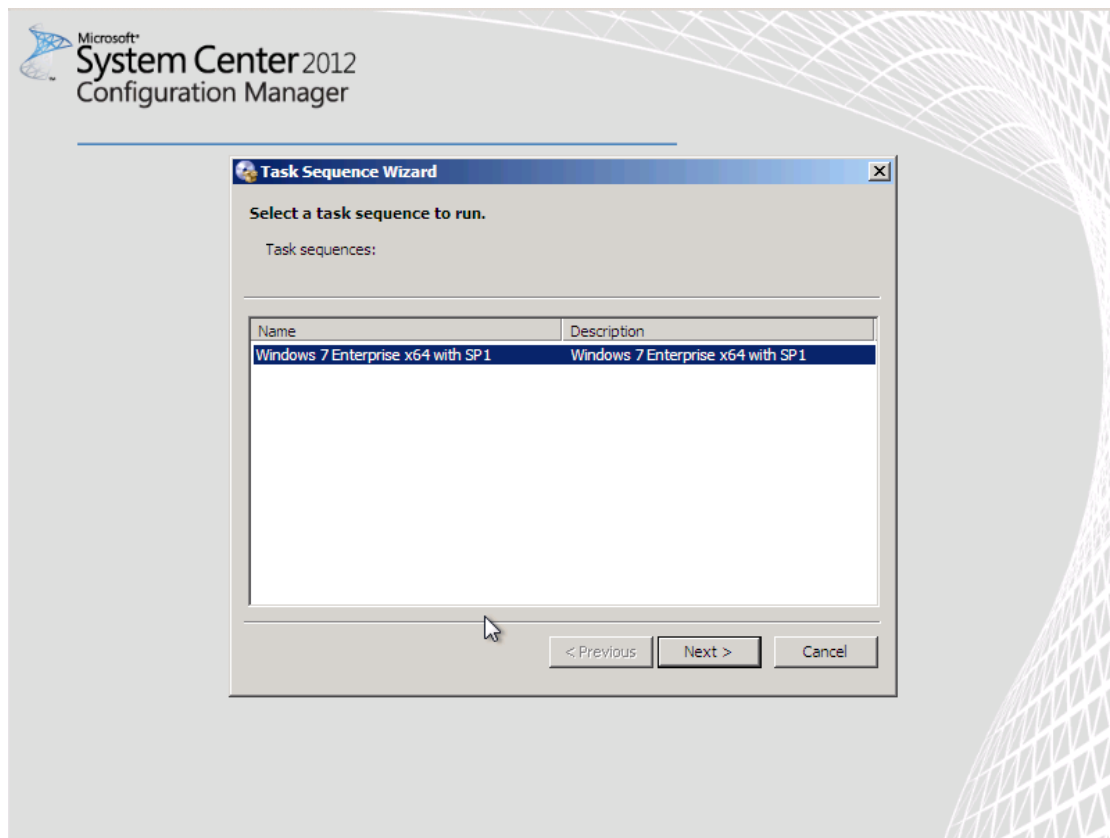 Microsoft®
System Center 2012
Configuration Manager
Task Sequence Wizard
Select a task sequence to run.
Task sequences:
Name Description
Windows 7 Enterprise x64 with SP1 Windows 7 Enterprise x64 with SP1
< Previous Next > Cancel